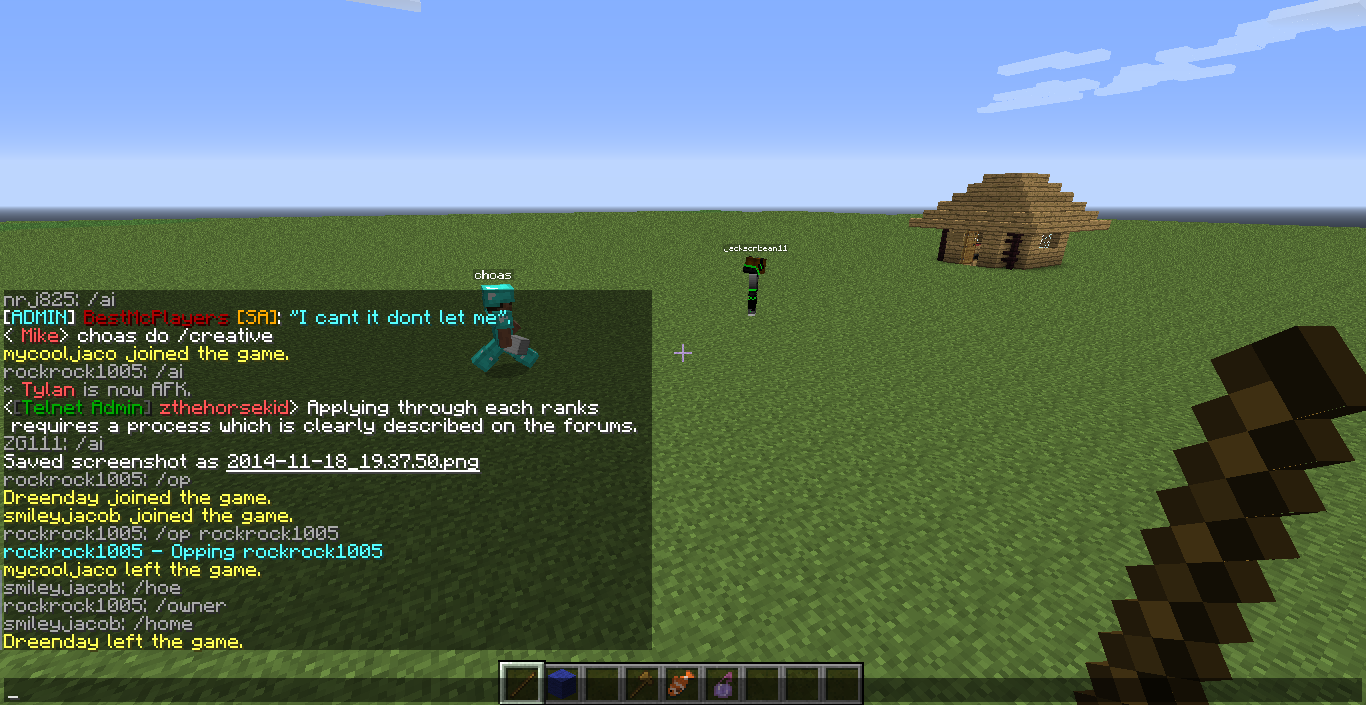 jackscrbean11
choas
nrj825: /ai
[ADMIN] BestMcPlayers [SA]: "I cant it dont let me".
< Mike> choas do /creative
mycooljaco joined the game.
rockrock1005: /ai
* Tylan is now AFK.
<[Telnet Admin] zthehorsekid> Applying through each ranks
requires a process which is clearly described on the forums.
ZG111: /ai
Saved screenshot as 2014-11-18_19.37.50.png
rockrock1005: /op
Dreenday joined the game.
smileyjacob joined the game.
rockrock1005: /op rockrock1005
rockrock1005 - Opping rockrock1005
mycooljaco left the game.
smileyjacob: /hoe
rockrock1005: /owner
smileyjacob: /home
Dreenday left the game.
_